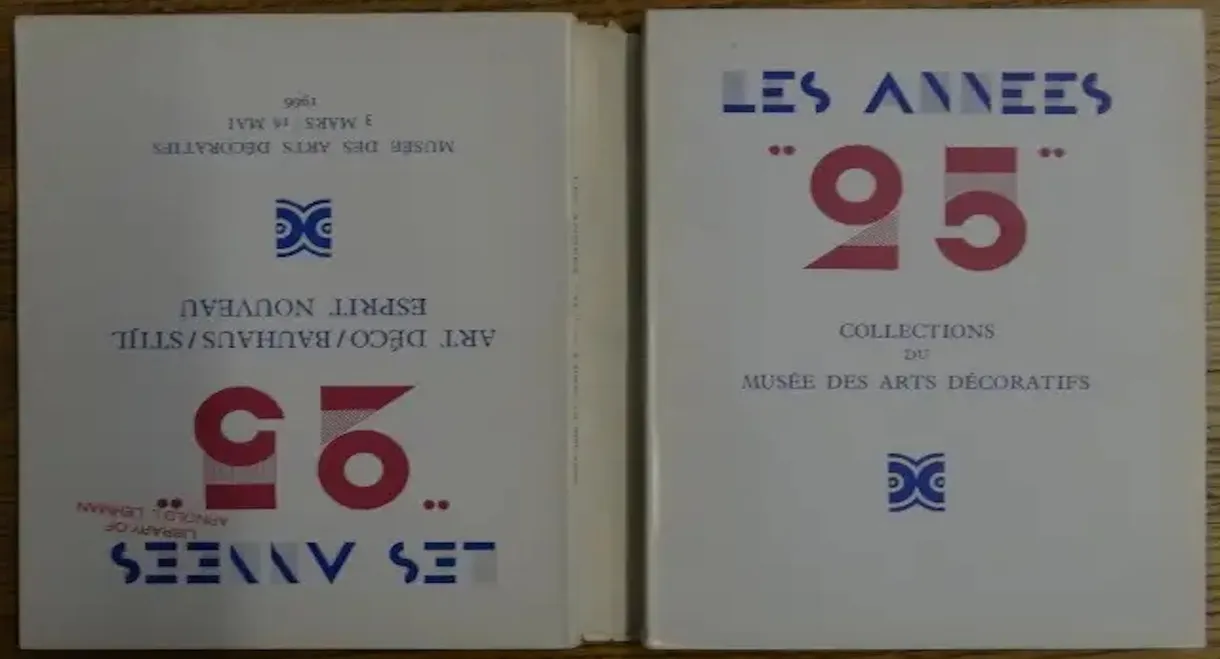 LES ANNEES
"25"
COLLECTIONS
DU
MUSÉE DES ARTS DÉCORATIFS
LES ANNEES
"25"
LIBRARY OF
ARNOLD L. LEHMAN
ART DÉCO/BAUHAUS/STIJL
ESPRIT NOUVEAU
MUSÉE DES ARTS DÉCORATIFS
3 MARS 16 MAI
1966